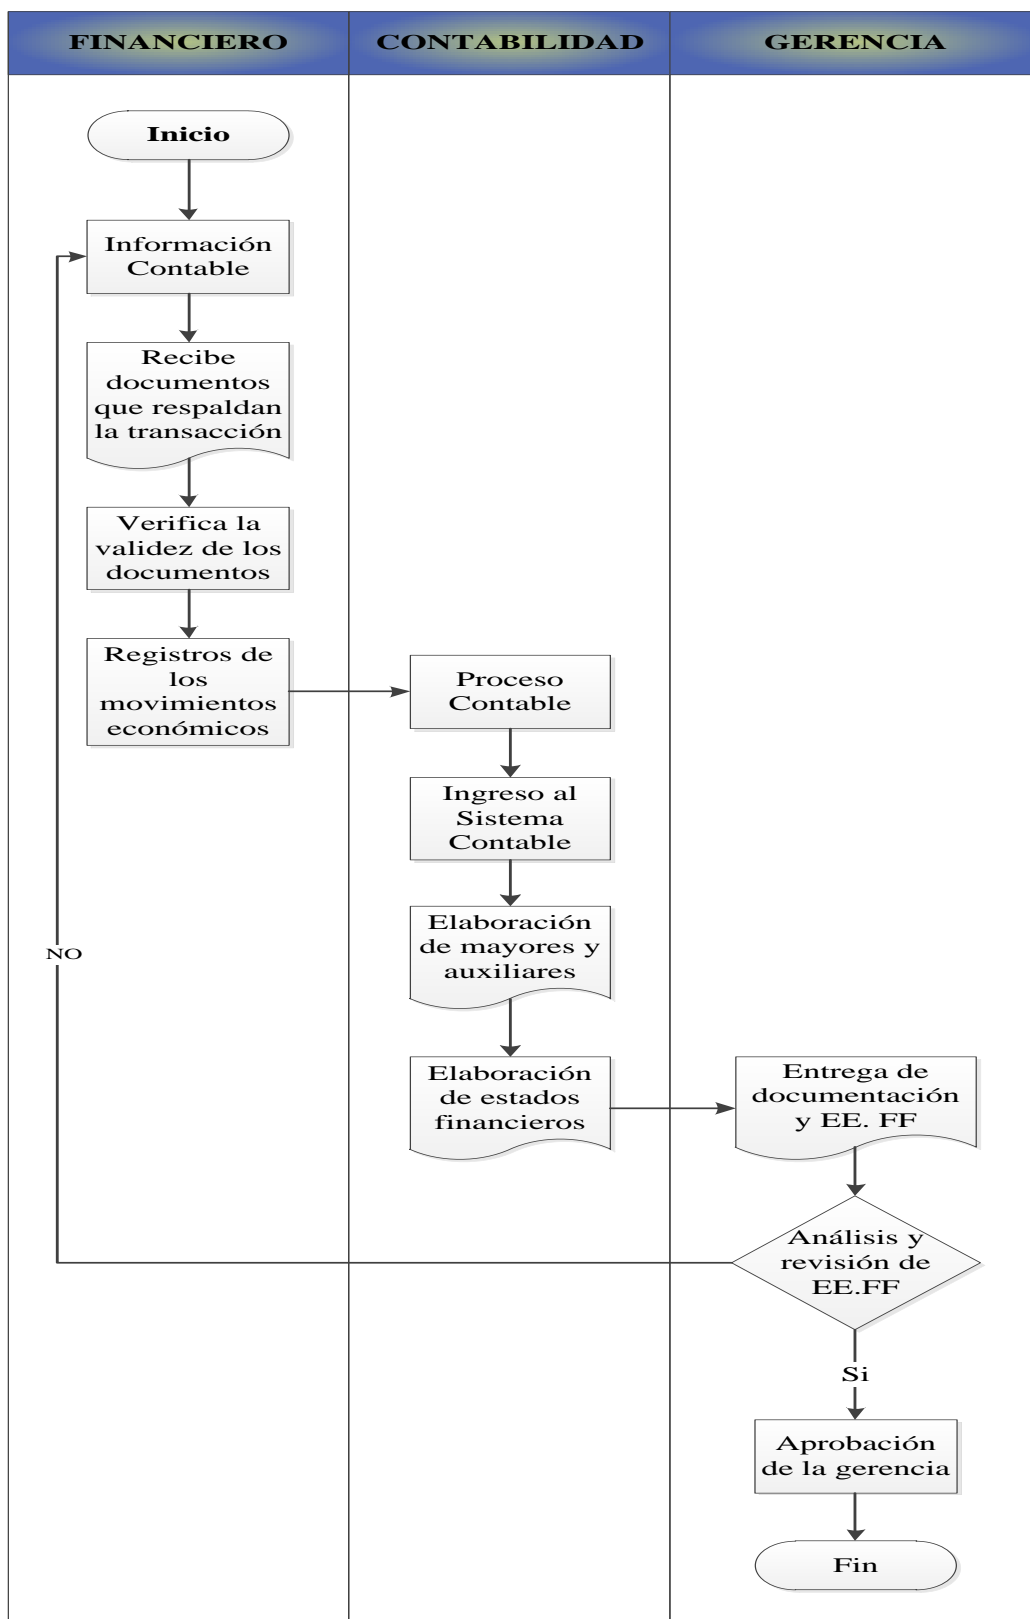 FINANCIERO
CONTABILIDAD
GERENCIA
Inicio
Información
Contable
Recibe
documentos
que respaldan
la transacción
Verifica la
validez de los
documentos
Registros de
los
movimientos
económicos
Proceso
Contable
Ingreso al
Sistema
Contable
Elaboración
de mayores y
auxiliares
NO
Elaboración
de estados
financieros
Entrega de
documentación
y EE. FF
Análisis y
revisión de
EE.FF
Si
Aprobación
de la gerencia
Fin